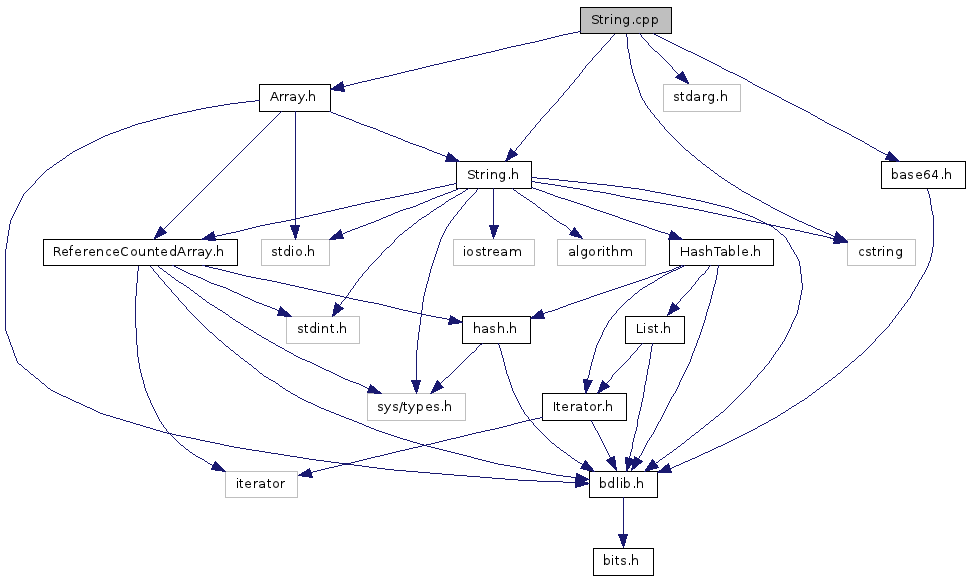 String.cpp
Array.h
stdarg.h
String.h
base64.h
ReferenceCountedArray.h
stdio.h
iostream
algorithm
HashTable.h
cstring
stdint.h
hash.h
List.h
sys/types.h
Iterator.h
iterator
bdlib.h
bits.h